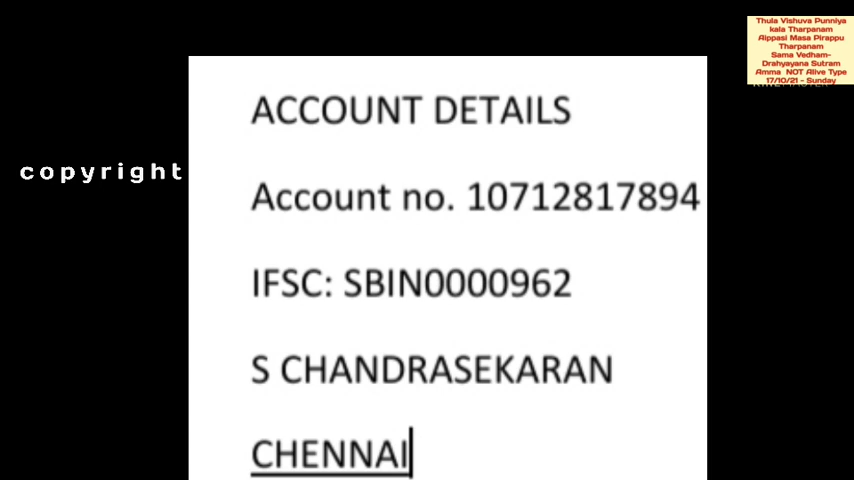 Thula Vishuva Punniya
kala Tharpanam
Aippasi Masa Pirappu
Tharpanam
Sama Vedham-
Drahyayana Sutram
Amma NOT Alive Type
17/10/21 - Sunday
ACCOUNT DETAILS
copyright
Account no. 10712817894
IFSC: SBIN0000962
S CHANDRASEKARAN
CHENNAI